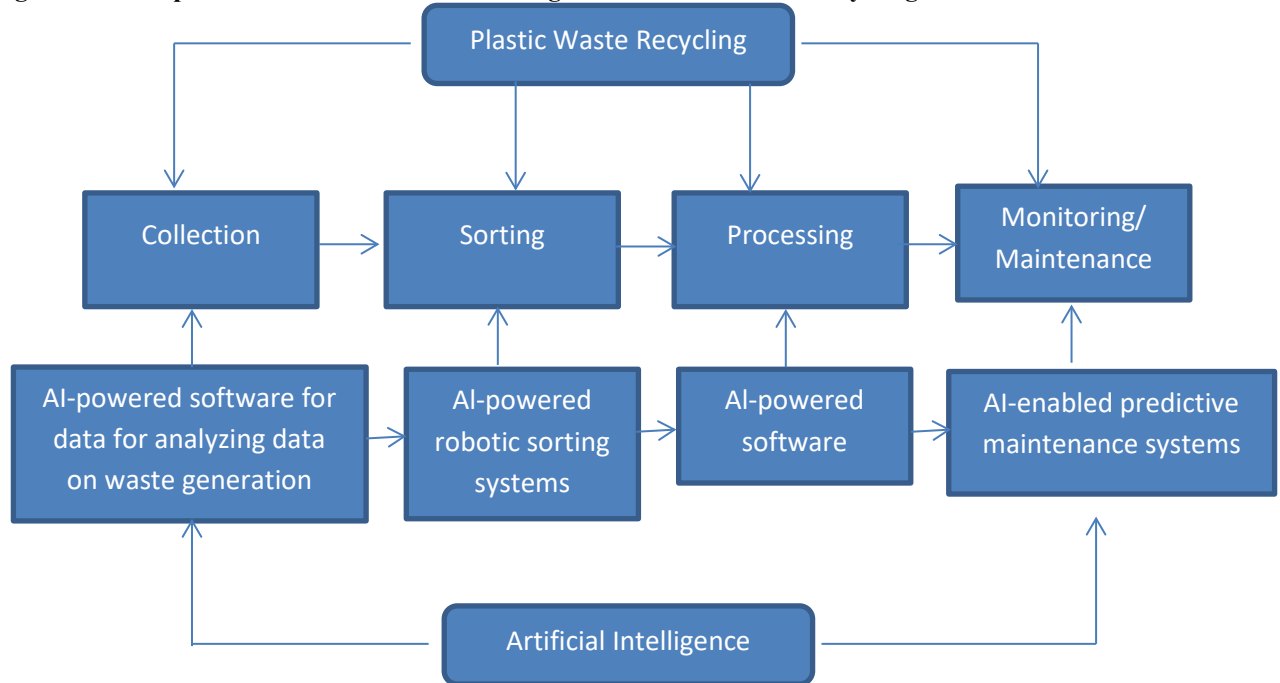 Plastic Waste Recycling
Collection
Sorting
Processing
Monitoring/
Maintenance
AI-powered software for
data for analyzing data
on waste generation
AI-powered
robotic sorting
systems
AI-powered
software
AI-enabled predictive
maintenance systems
Artificial Intelligence